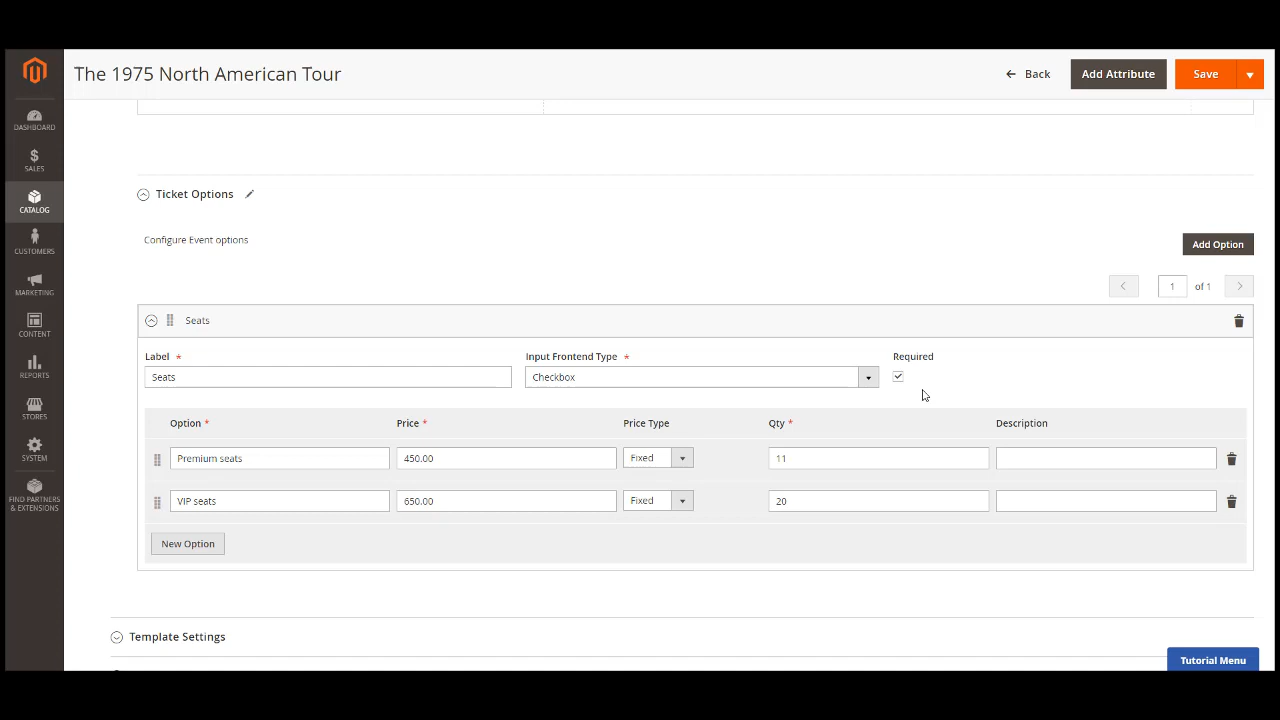 The 1975 North American Tour
Back
Add Attribute
Save
DASHBOARD
SALES
CATALOG
CUSTOMERS
MARKETING
CONTENT
REPORTS
STORES
SYSTEM
FIND PARTNERS
& EXTENSIONS
Ticket Options
Configure Event options
Add Option
1 of 1
Seats
Label *
Input Frontend Type *
Required
Seats
Checkbox
Option * Price * Price Type Qty * Description
Premium seats 450.00 Fixed 11
VIP seats 650.00 Fixed 20
New Option
Template Settings
Tutorial Menu